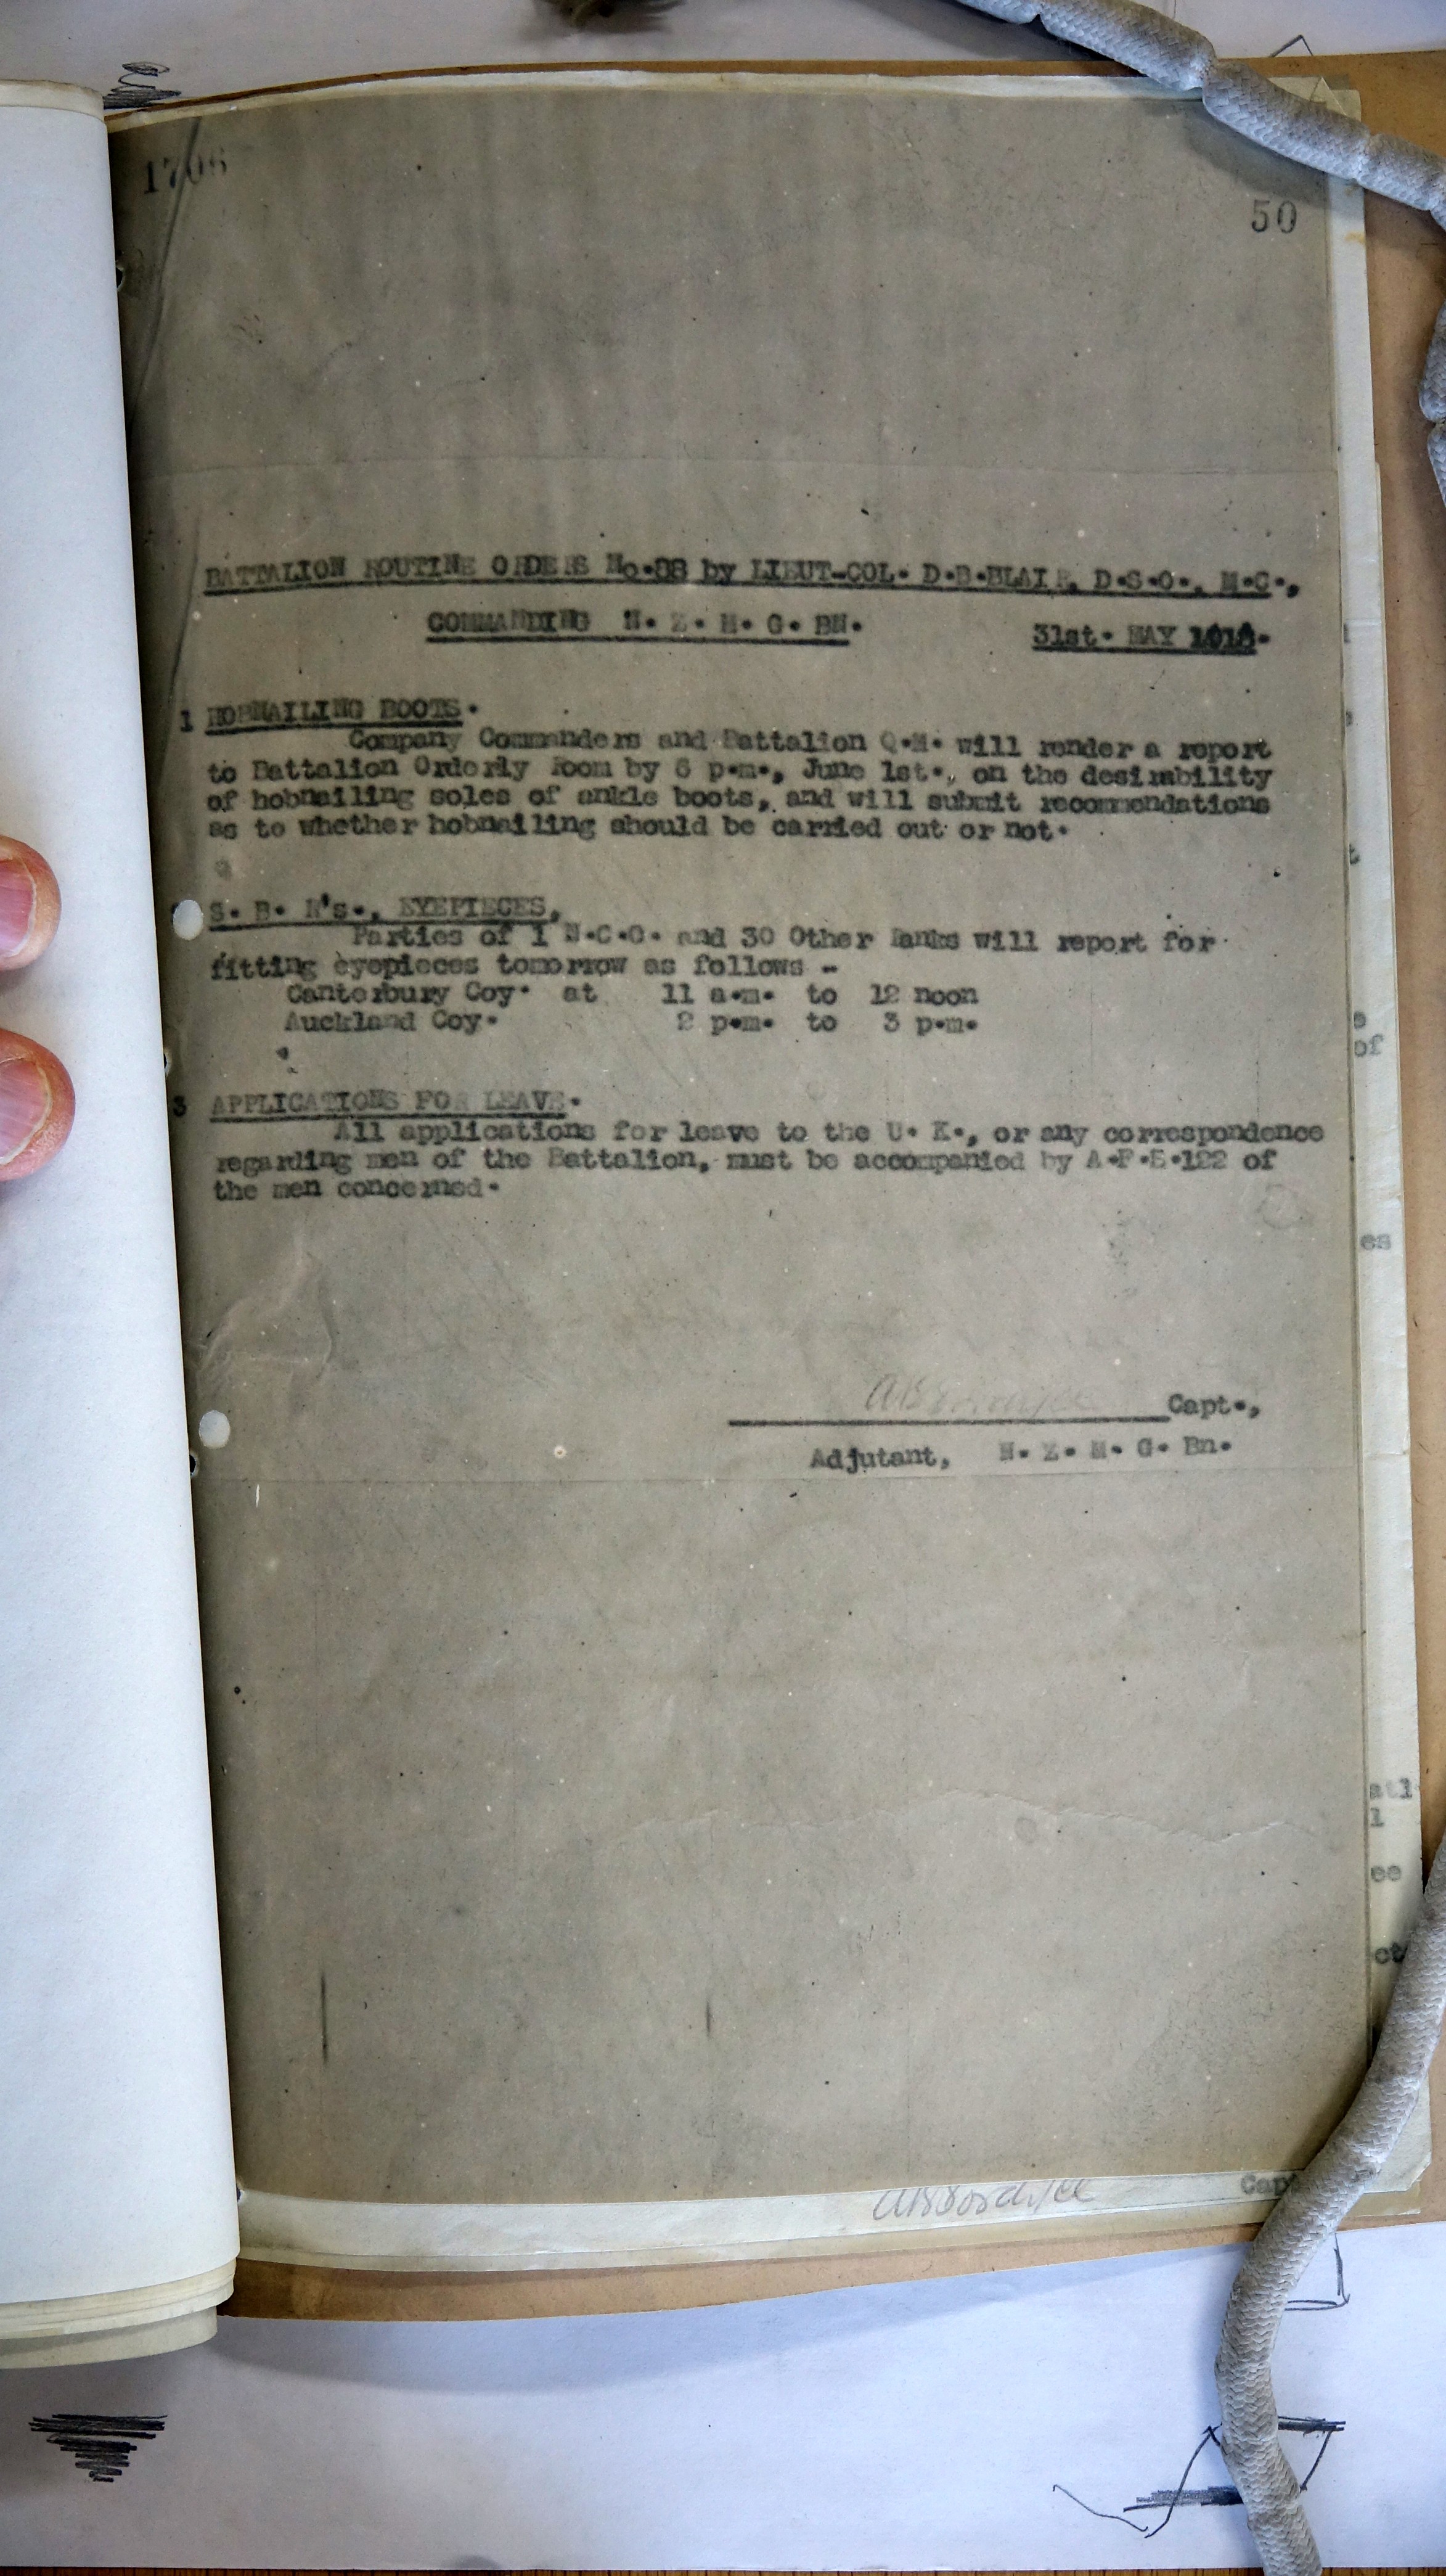 1706
50
BATTALION ROUTINE ORDERS No.88 by LIEUT-COL. D.B.BLAIR, D.S.O., M.C.,
COMMANDING N. Z. M. G. BN.
31st. MAY 1918.
1 HOBNAILING BOOTS.
Company Commanders and Battalion Q.M. will render a report
to Battalion Orderly Room by 6 p.m., June 1st., on the desirability
of hobnailing soles of ankle boots, and will submit recommendations
as to whether hobnailing should be carried out or not.
S. B. R's., EYEPIECES,
Parties of 1 N.C.O. and 30 Other Ranks will report for
fitting eyepieces tomorrow as follows -
Canterbury Coy. at 11 a.m. to 12 noon
Auckland Coy. 2 p.m. to 3 p.m.
3 APPLICATIONS FOR LEAVE.
All applications for leave to the U. K., or any correspondence
regarding men of the Battalion, must be accompanied by A.F.B.122 of
the men concerned.
Capt.,
Adjutant, N. Z. M. G. Bn.
of
es
ee
Cap